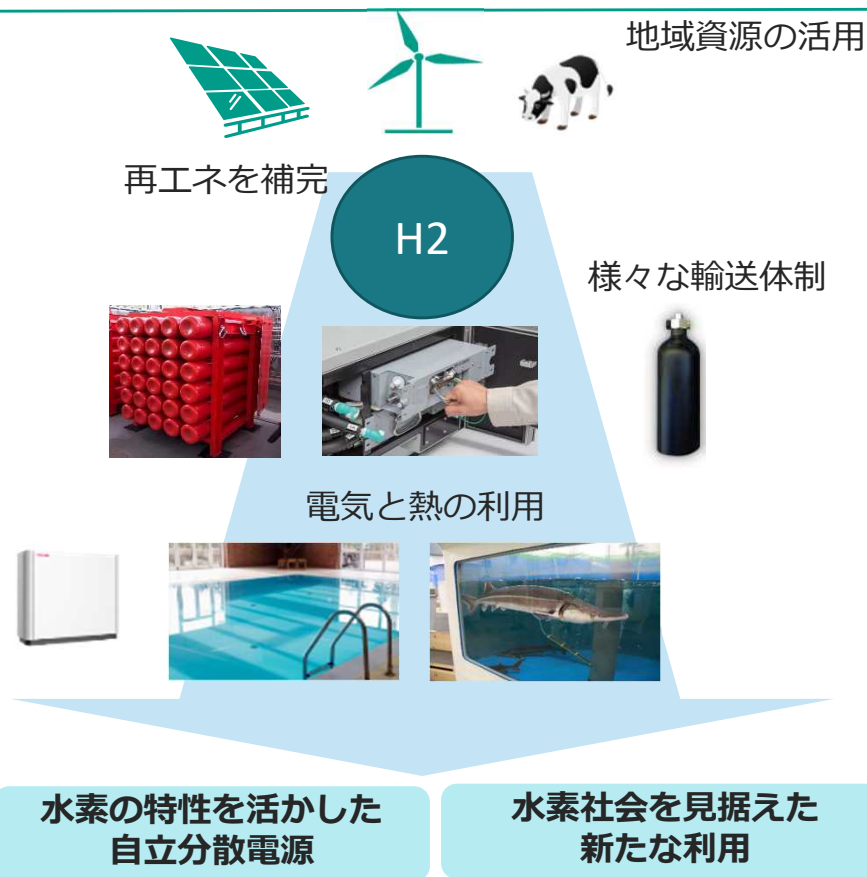 地域資源の活用
再エネを補完
H2
様々な輸送体制
電気と熱の利用
水素の特性を活かした
自立分散電源
水素社会を見据えた
新たな利用